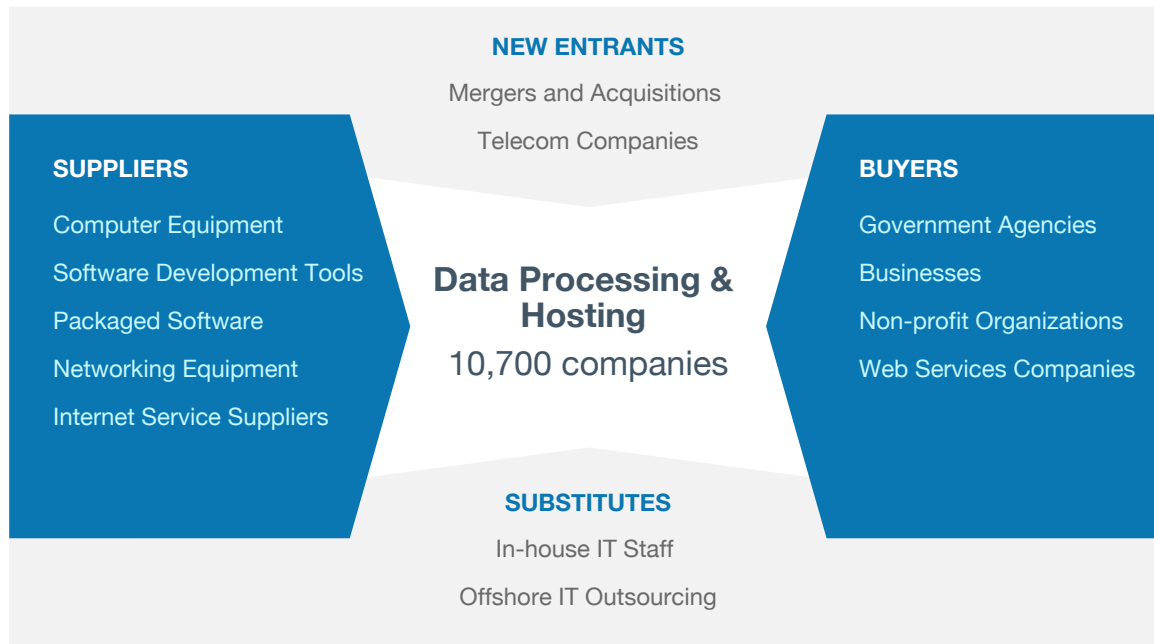 NEW ENTRANTS
Mergers and Acquisitions
Telecom Companies
SUPPLIERS
Computer Equipment
Software Development Tools
Packaged Software
Networking Equipment
Internet Service Suppliers
Data Processing &
Hosting
10,700 companies
BUYERS
Government Agencies
Businesses
Non-profit Organizations
Web Services Companies
SUBSTITUTES
In-house IT Staff
Offshore IT Outsourcing